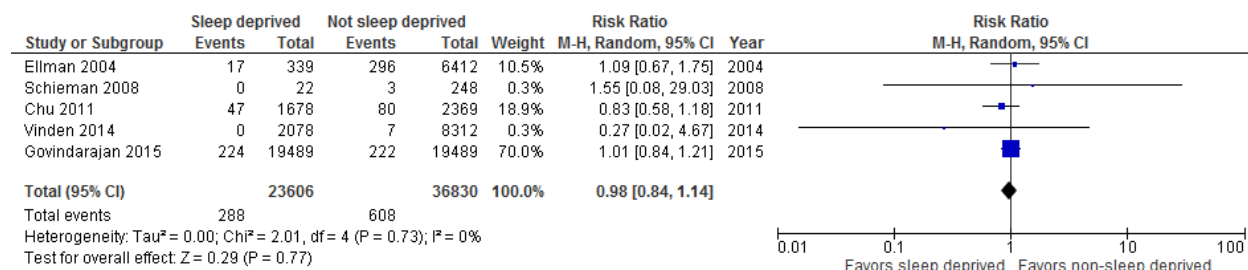 Sleep deprived Not sleep deprived Risk Ratio Risk Ratio
Study or Subgroup Events Total Events Total Weight M-H, Random, 95% CI Year M-H, Random, 95% CI
Ellman 2004 17 339 296 6412 10.5% 1.09 [0.67, 1.75] 2004
Schieman 2008 0 22 3 248 0.3% 1.55 [0.08, 29.03] 2008
Chu 2011 47 1678 80 2369 18.9% 0.83 [0.58, 1.18] 2011
Vinden 2014 0 2078 7 8312 0.3% 0.27 [0.02, 4.67] 2014
Govindarajan 2015 224 19489 222 19489 70.0% 1.01 [0.84, 1.21] 2015
Total (95% CI) 23606 36830 100.0% 0.98 [0.84, 1.14]
Total events 288 608
Heterogeneity: Tau² = 0.00; Chi² = 2.01, df = 4 (P = 0.73); I² = 0%
Test for overall effect: Z = 0.29 (P = 0.77)
0.01 0.1 1 10 100
Favors sleep deprived Favors non-sleep deprived